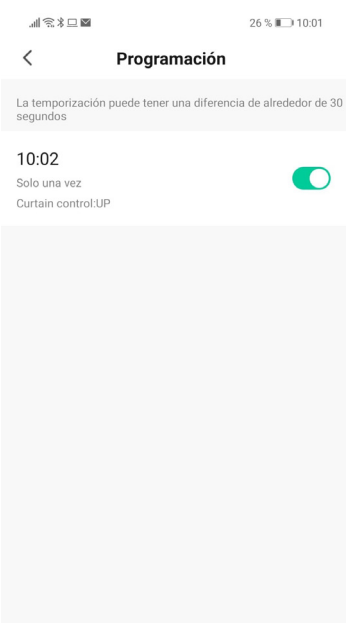 26 % 10:01
Programación
La temporización puede tener una diferencia de alrededor de 30
segundos
10:02
Solo una vez
Curtain control:UP